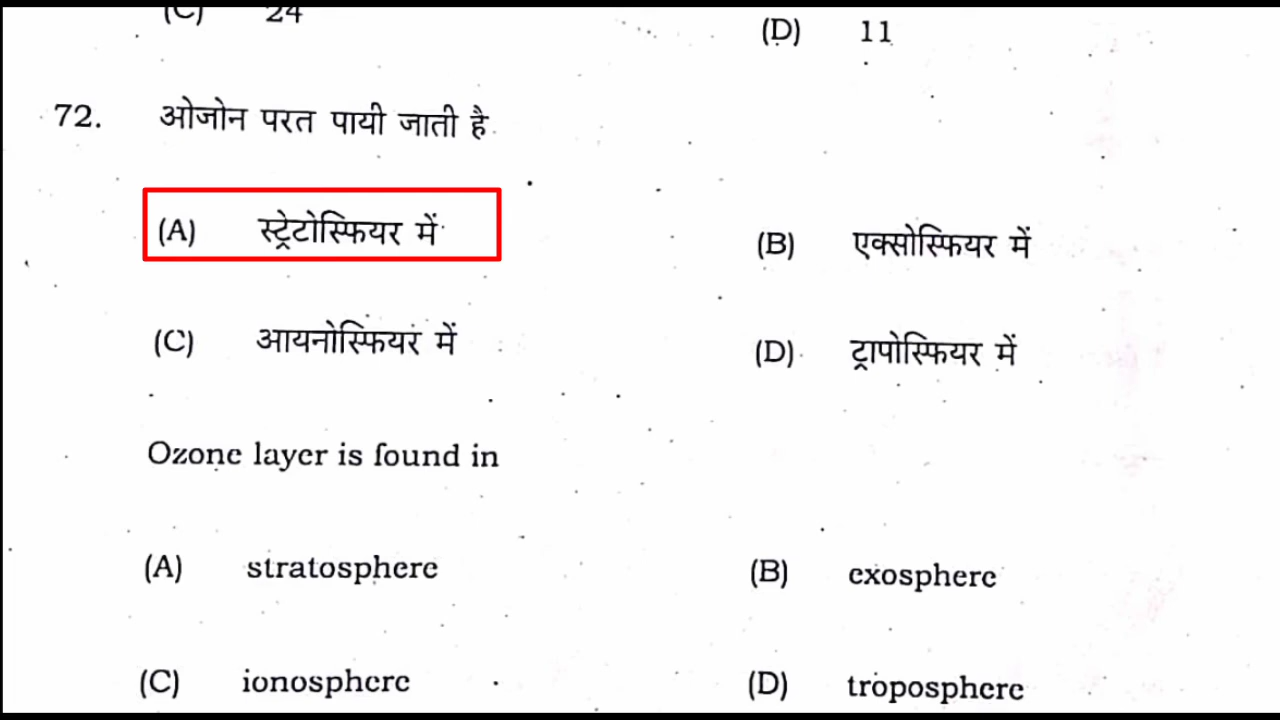 (C) 24 (D) 11
72. ओजोन परत पायी जाती है
(A) स्ट्रेटोस्फियर में (B) एक्सोस्फियर में
(C) आयनोस्फियर में (D) ट्रापोस्फियर में
Ozone layer is found in
(A) stratosphere (B) exosphere
(C) ionosphere (D) troposphere